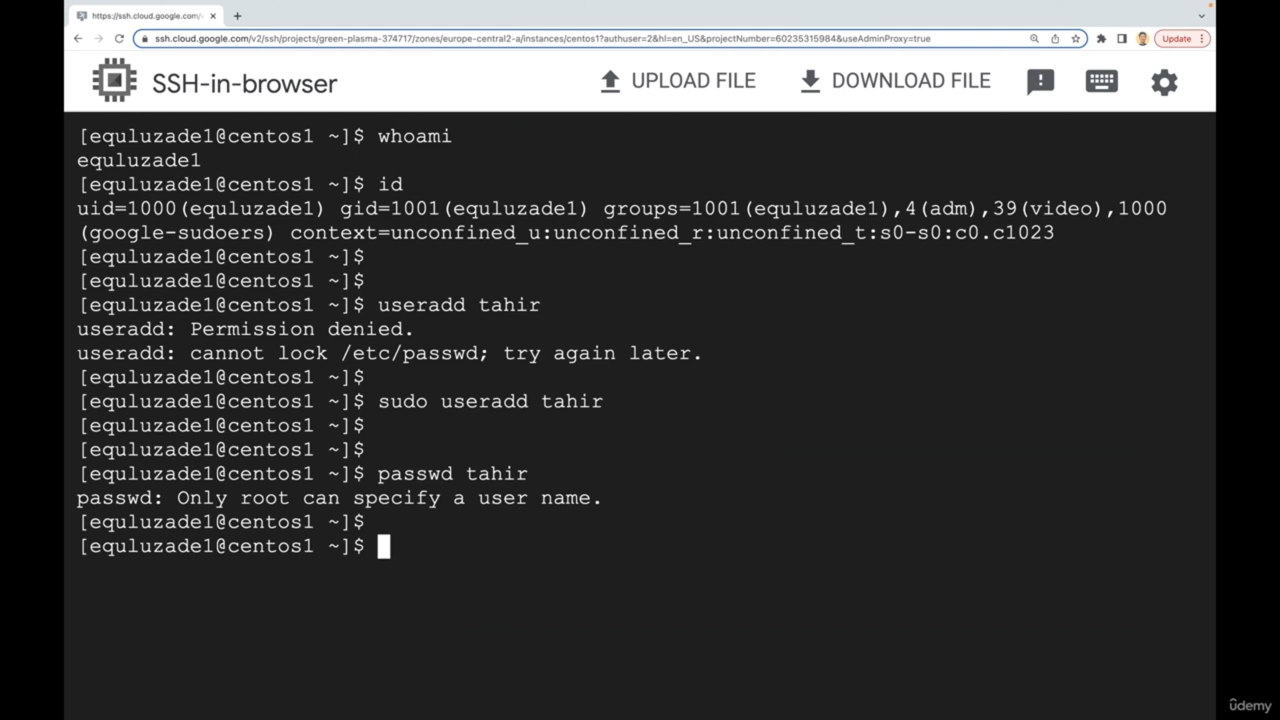 https://ssh.cloud.google.com/v
ssh.cloud.google.com/v2/ssh/projects/green-plasma-374717/zones/europe-central2-a/instances/centos1?authuser=2&hl=en_US&projectNumber=60235315984&useAdminProxy=true
Update
SSH-in-browser
UPLOAD FILE
DOWNLOAD FILE
[equluzade1@centos1 ~]$ whoami
equluzade1
[equluzade1@centos1 ~]$ id
uid=1000(equluzade1) gid=1001(equluzade1) groups=1001(equluzade1),4(adm),39(video),1000
(google-sudoers) context=unconfined_u:unconfined_r:unconfined_t:s0-s0:c0.c1023
[equluzade1@centos1 ~]$
[equluzade1@centos1 ~]$
[equluzade1@centos1 ~]$ useradd tahir
useradd: Permission denied.
useradd: cannot lock /etc/passwd; try again later.
[equluzade1@centos1 ~]$
[equluzade1@centos1 ~]$ sudo useradd tahir
[equluzade1@centos1 ~]$
[equluzade1@centos1 ~]$
[equluzade1@centos1 ~]$ passwd tahir
passwd: Only root can specify a user name.
[equluzade1@centos1 ~]$
[equluzade1@centos1 ~]$
udemy